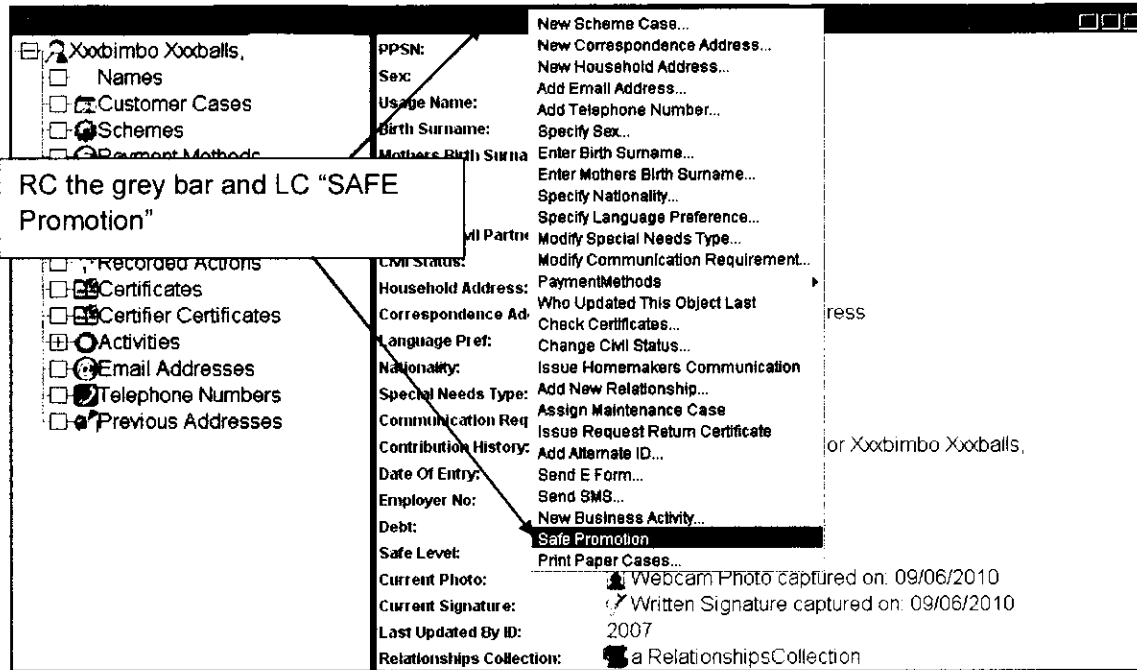 Xxxbimbo Xxxballs,
Names
Customer Cases
Schemes
Payment Methods
RC the grey bar and LC “SAFE
Promotion”
Recorded Actions
Certificates
Certifier Certificates
Activities
Email Addresses
Telephone Numbers
Previous Addresses
PPSN:
Sex:
Usage Name:
Birth Surname:
Mothers Birth Surna
vil Partne
Civil Status:
Household Address:
Correspondence Ad
ress
Language Pref:
Nationality:
Special Needs Type:
Communication Req
Contribution History:
or Xxxbimbo Xxxballs,
Date Of Entry:
Employer No:
Debt:
Safe Level:
Current Photo:
Webcam Photo captured on: 09/06/2010
Current Signature:
Written Signature captured on: 09/06/2010
Last Updated By ID:
2007
Relationships Collection:
a RelationshipsCollection
New Scheme Case...
New Correspondence Address...
New Household Address...
Add Email Address...
Add Telephone Number...
Specify Sex...
Enter Birth Surname...
Enter Mothers Birth Surname...
Specify Nationality...
Specify Language Preference...
Modify Special Needs Type...
Modify Communication Requirement...
PaymentMethods
Who Updated This Object Last
Check Certificates...
Change Civil Status...
Issue Homemakers Communication
Add New Relationship...
Assign Maintenance Case
Issue Request Return Certificate
Add Alternate ID...
Send E Form...
Send SMS...
New Business Activity...
Safe Promotion
Print Paper Cases...